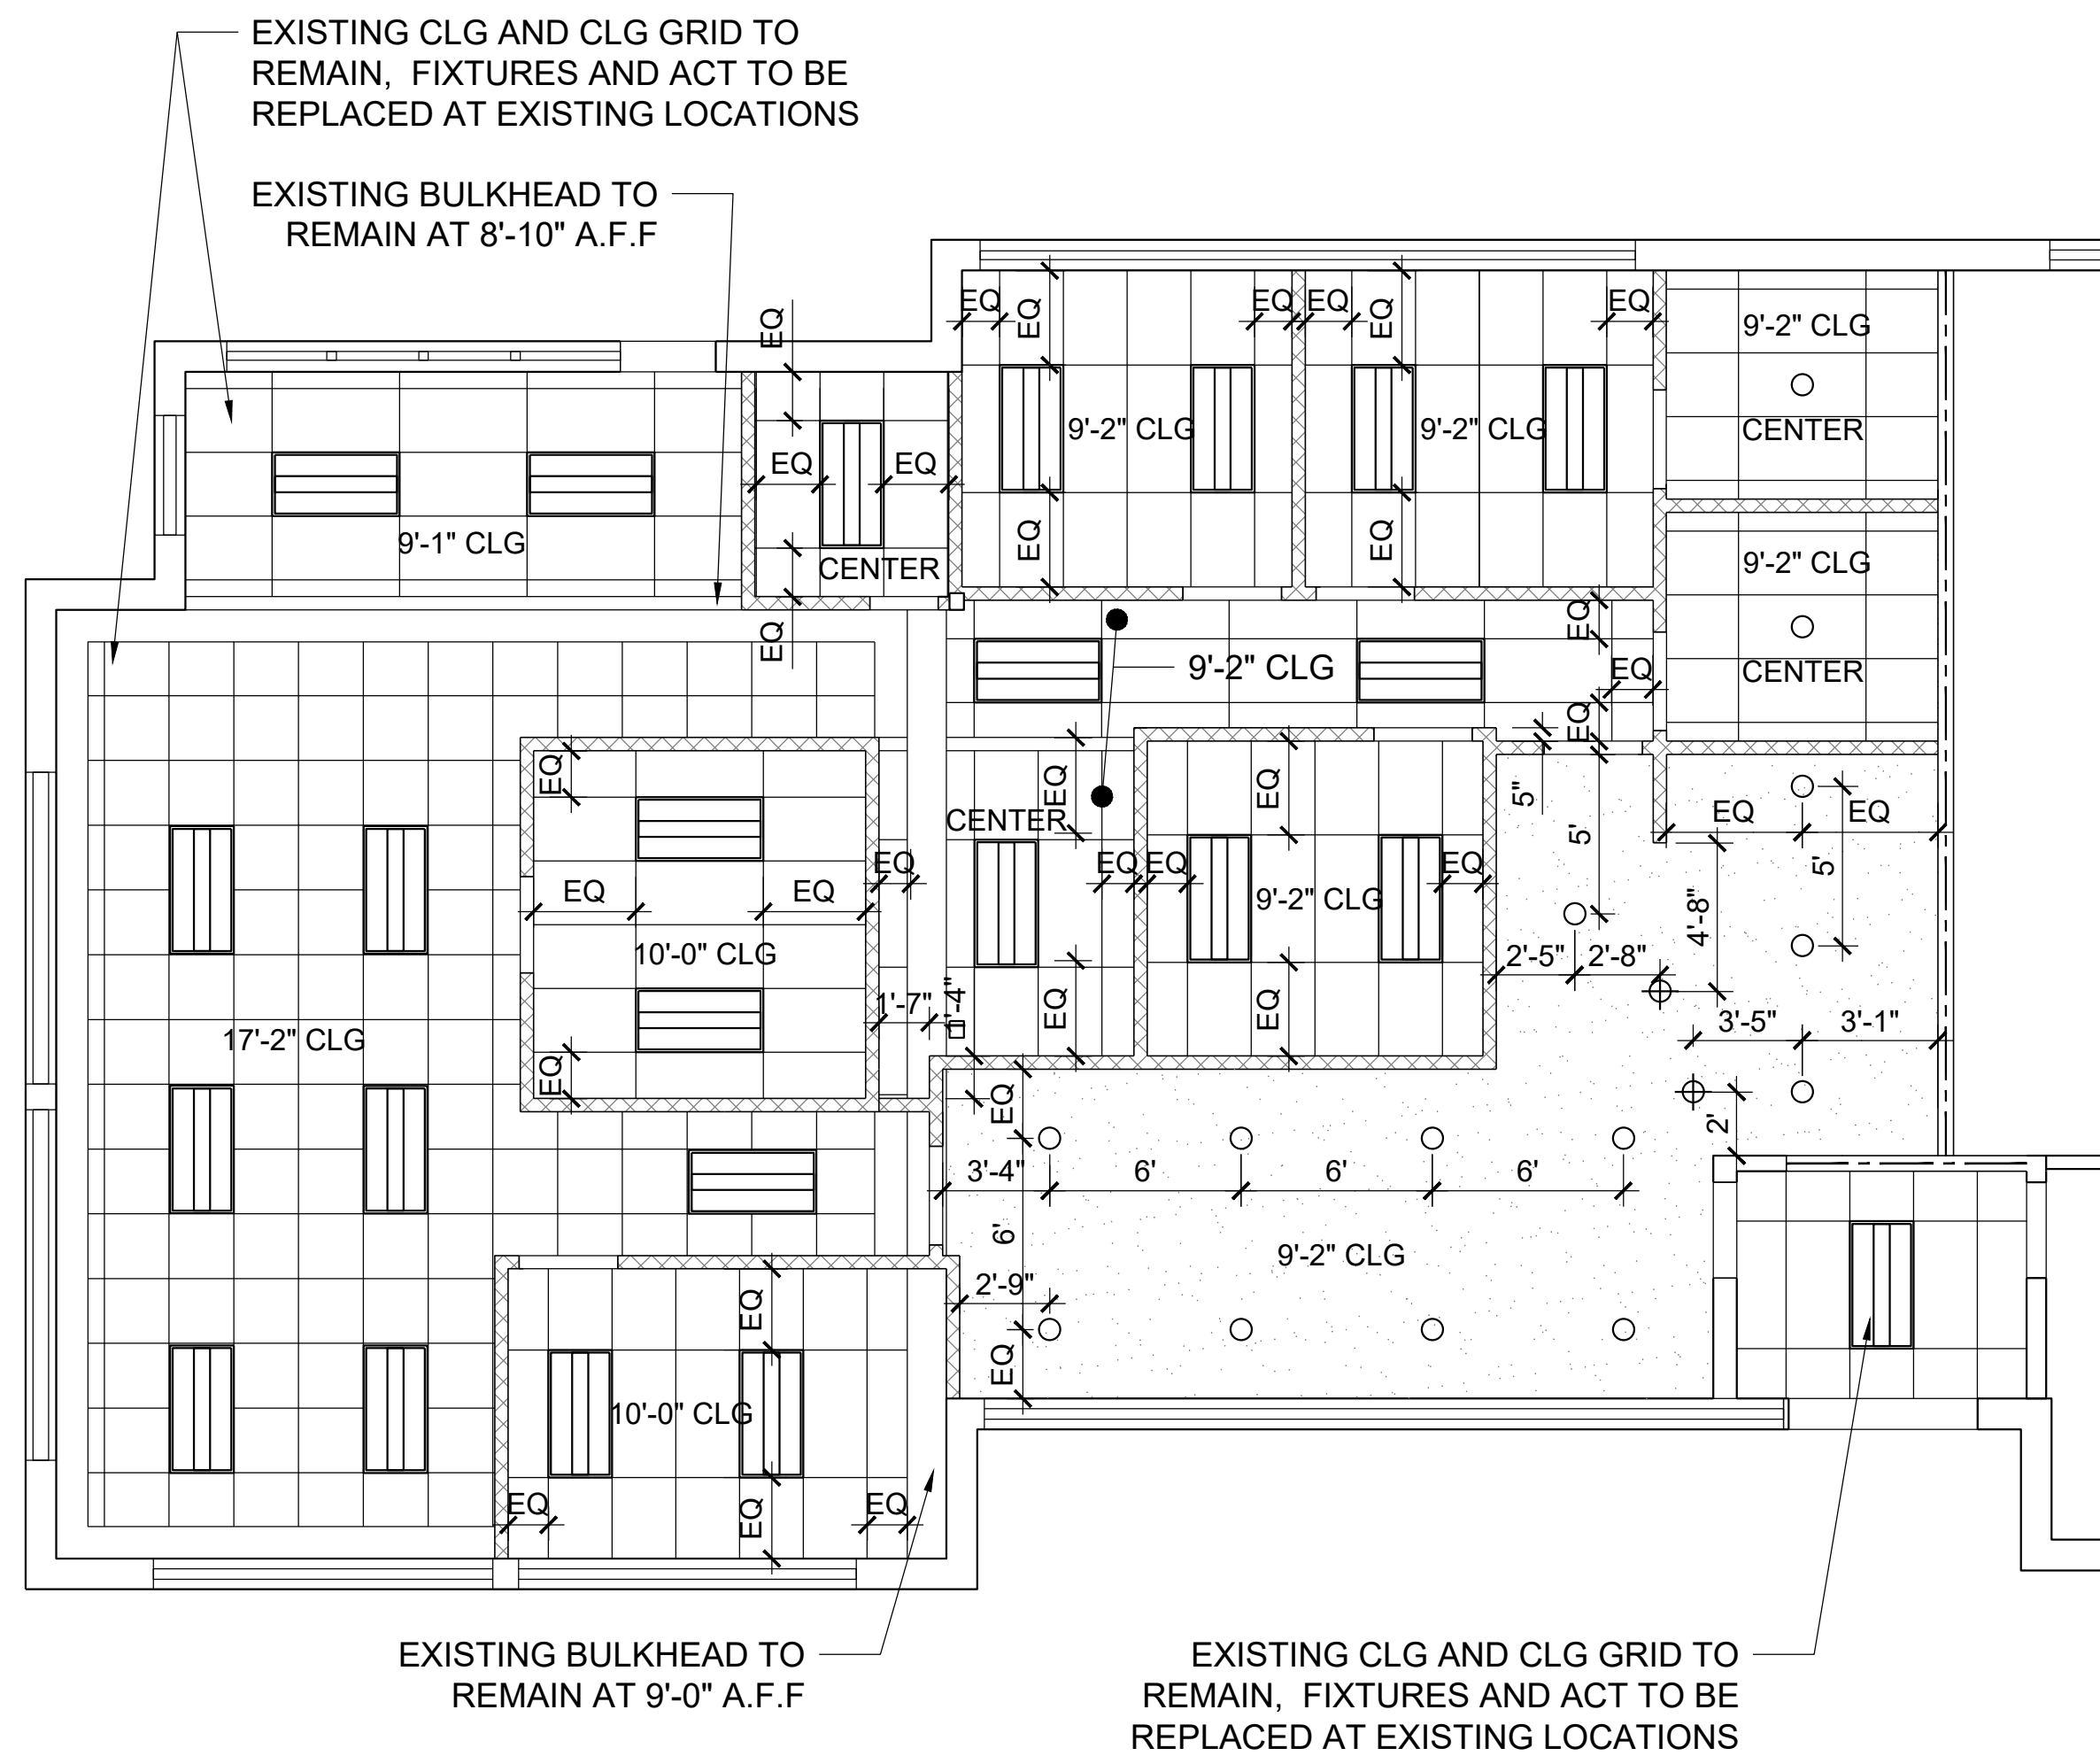 EXISTING CLG AND CLG GRID TO
REMAIN,  FIXTURES AND ACT TO BE
REPLACED AT EXISTING LOCATIONS
EXISTING BULKHEAD TO
REMAIN AT 8'-10" A.F.F
EQ
EQ
EQ
EQ
EQ
EQ
EQ
9'-2" CLG
CENTER
EQ
EQ
CENTER
EQ
9'-2" CLG
EQ
9'-2" CLG
EQ
9'-1" CLG
9'-2" CLG
CENTER
9'-2" CLG
EQ
EQ
EQ
EQ
CENTER
EQ
EQ
EQ
EQ
10'-0" CLG
EQ
EQ
EQ
EQ
EQ
9'-2" CLG
EQ
EQ
EQ
5"
5'
EQ
EQ
5'
4'-8"
2'-5"
2'-8"
3'-5"
3'-1"
2'
17'-2" CLG
1'-7"
1'-4"
EQ
3'-4"
6'
6'
6'
6'
9'-2" CLG
2'-9"
EQ
EQ
10'-0" CLG
EQ
EQ
EQ
EXISTING BULKHEAD TO
REMAIN AT 9'-0" A.F.F
EXISTING CLG AND CLG GRID TO
REMAIN,  FIXTURES AND ACT TO BE
REPLACED AT EXISTING LOCATIONS